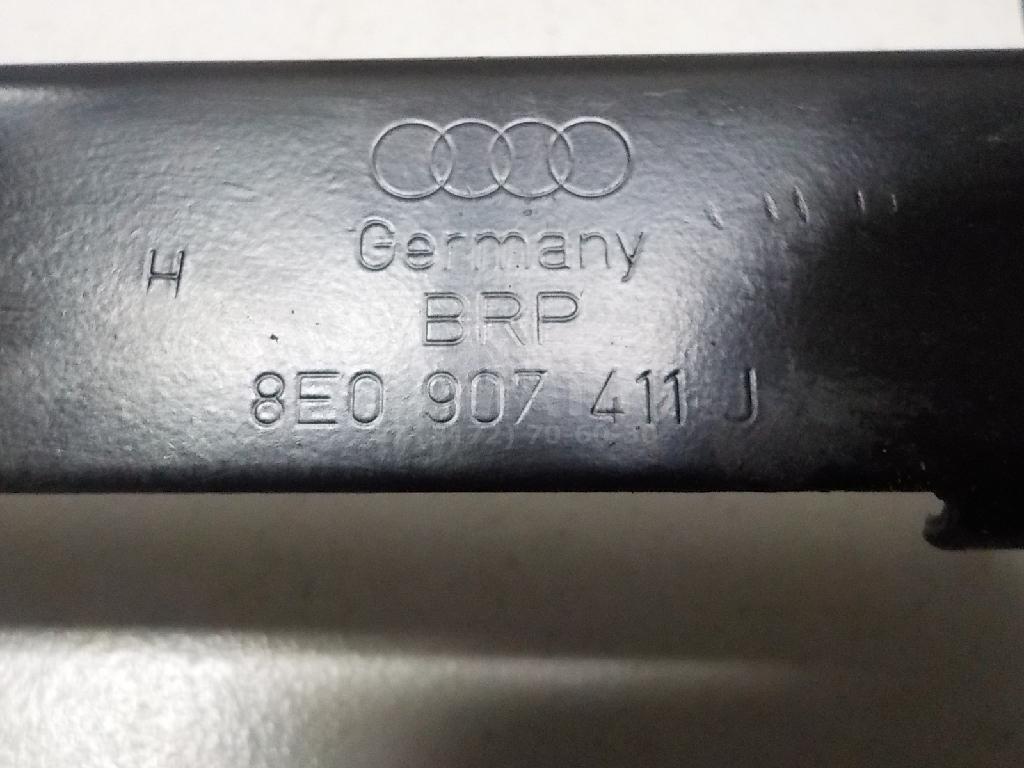 Germany
H
BRP
8E0 907 411 J